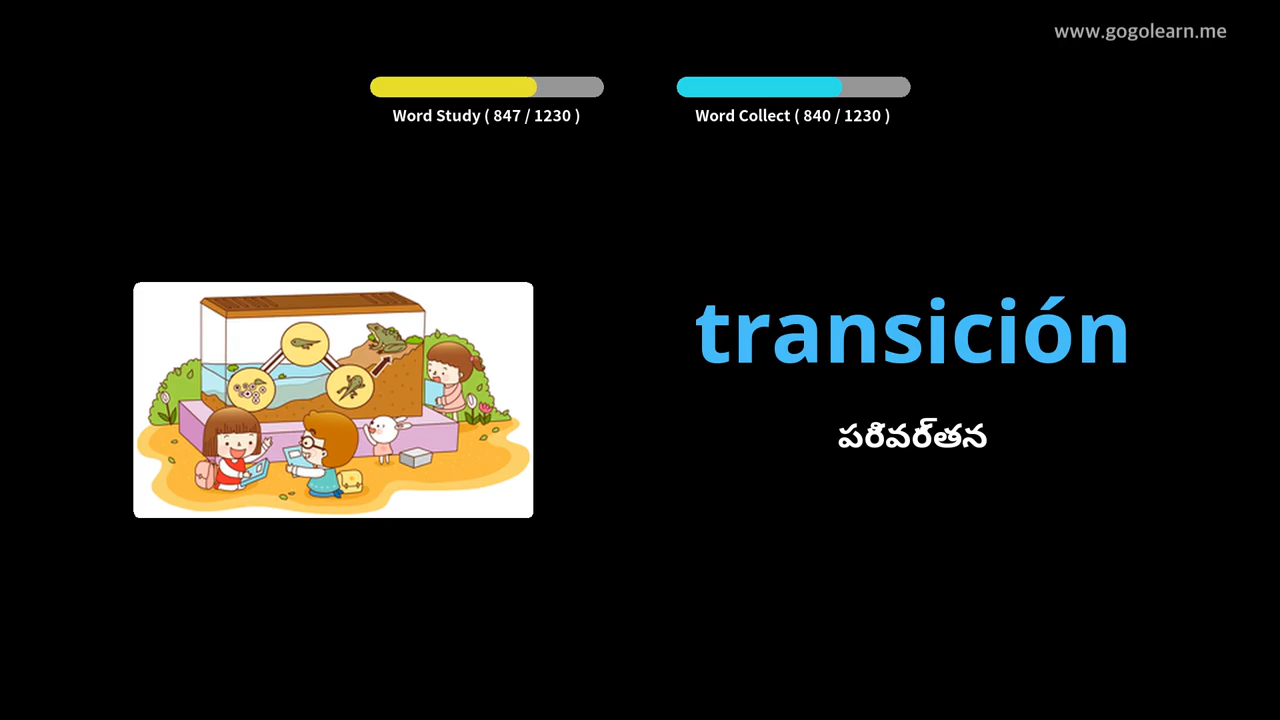 www.gogolearn.me
Word Study ( 847 / 1230 )
Word Collect ( 840 / 1230 )
transición
పరివర్తన